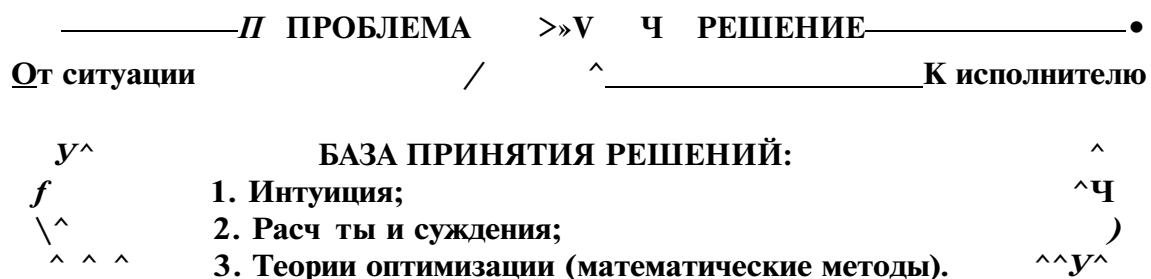 П ПРОБЛЕМА >»V Ч РЕШЕНИЕ •
От ситуации / ^ К исполнителю
У^ БАЗА ПРИНЯТИЯ РЕШЕНИЙ: ^
f 1. Интуиция; ^Ч
\^ 2. Расч ты и суждения; )
^ ^ ^ 3. Теории оптимизации (математические методы). ^^У^